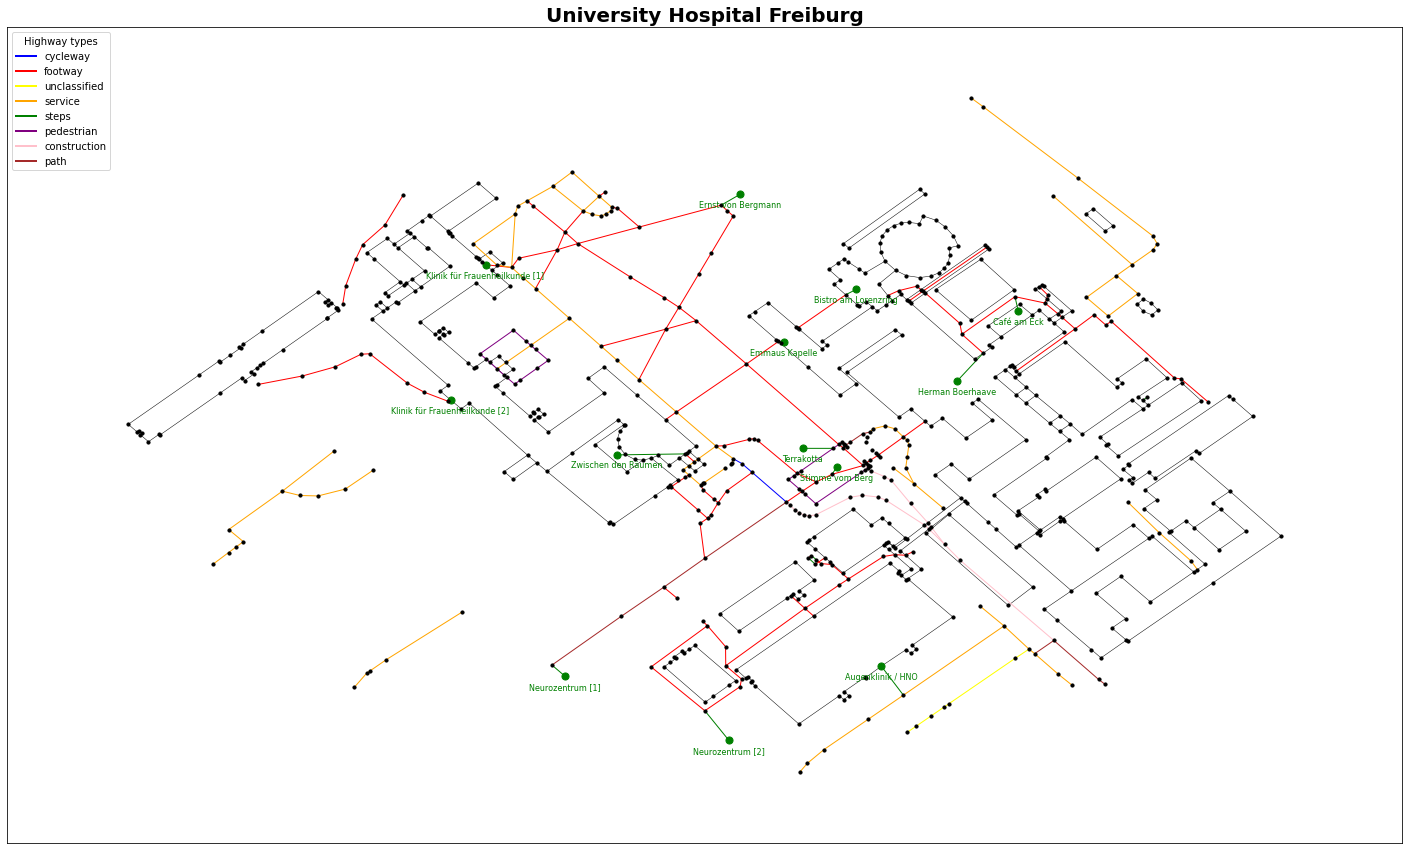 University Hospital Freiburg
Highway types
cycleway
footway
unclassified
service
steps
pedestrian
construction
path
Ernst von Bergmann
Klinik für Frauenheilkunde [1]
Bistro am Lorenzring
Café am Eck
Emmaus Kapelle
Herman Boerhaave
Klinik für Frauenheilkunde [2]
Terrakotta
Zwischen den Räumen
Stimme vom Berg
Augenklinik / HNO
Neurozentrum [1]
Neurozentrum [2]